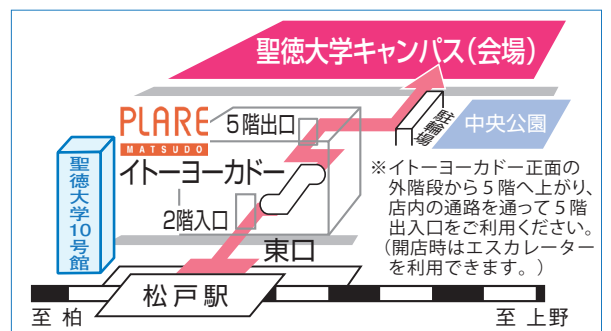 聖徳大学キャンパス（会場）
PLARE
MATSUDO
5階出口
駐輪場
中央公園
イトーヨーカドー
聖徳大学10号館
2階入口
※イトーヨーカドー正面の
外階段から５階へ上がり、
店内の通路を通って５階
出入口をご利用ください。
（開店時はエスカレーター
を利用できます。）
東口
松戸駅
至 柏
至 上野